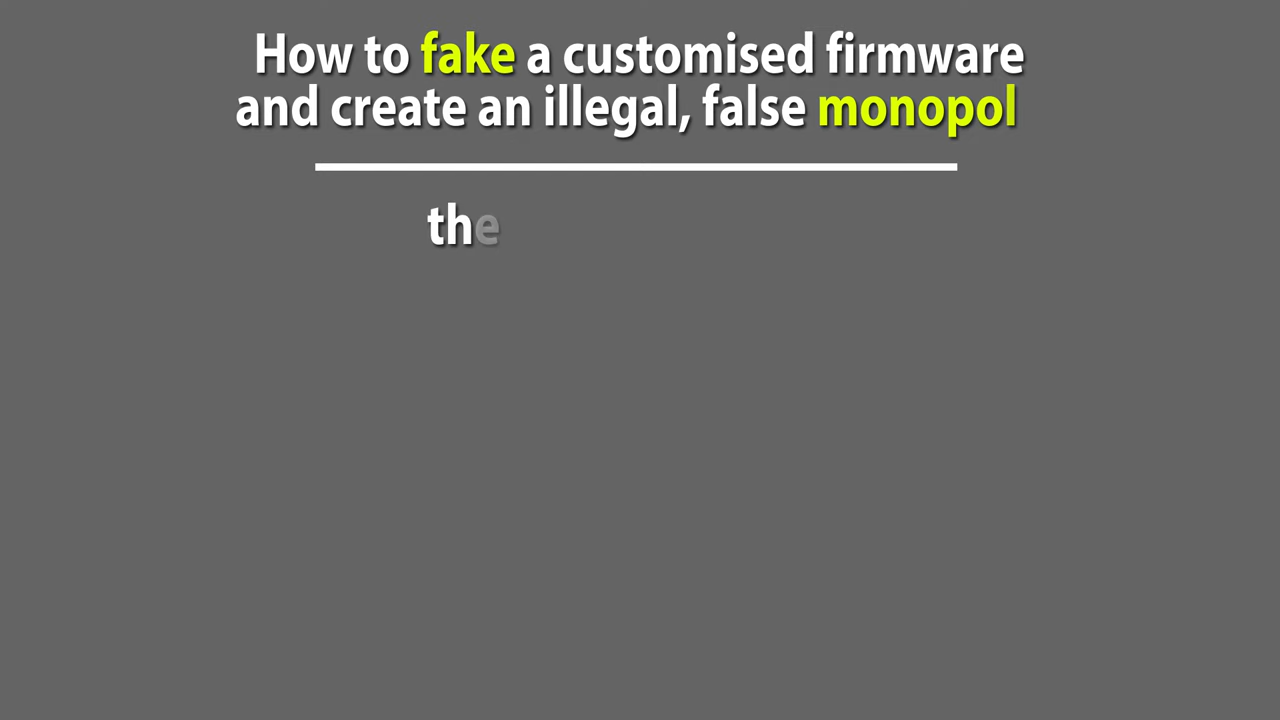 How to fake a customised firmware
and create an illegal, false monopol
the